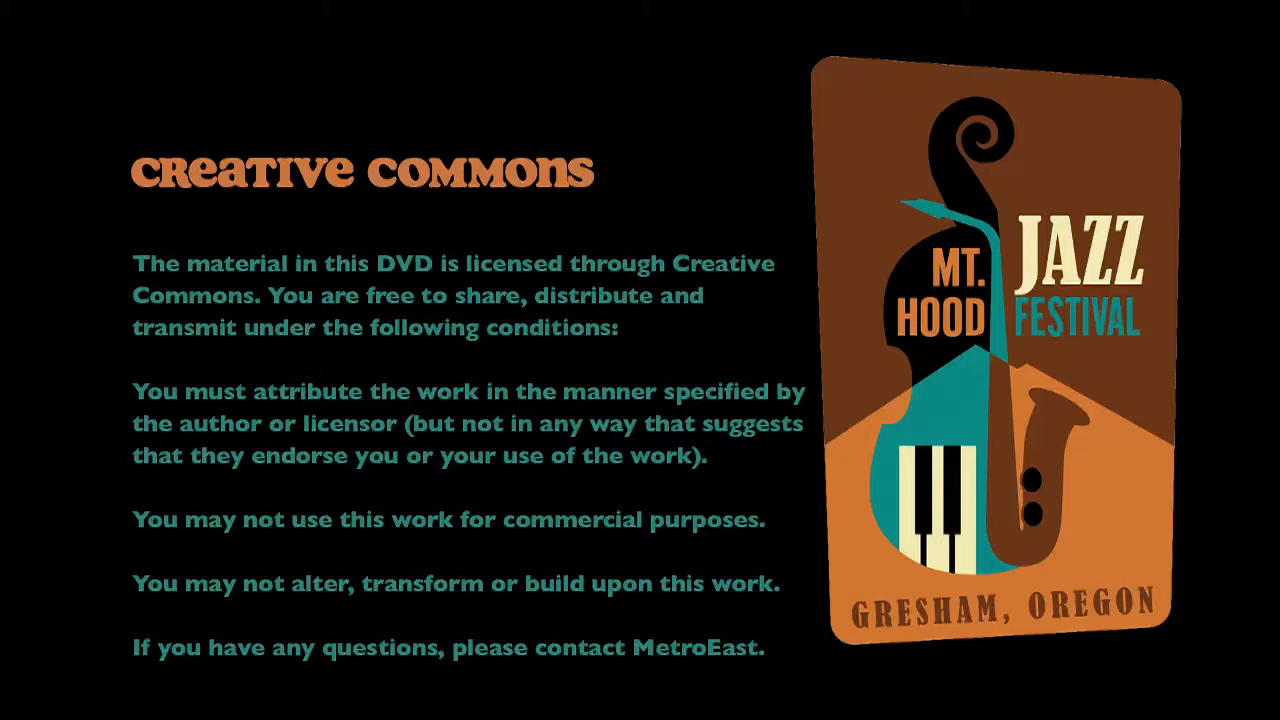 CREATIVE COMMONS
The material in this DVD is licensed through Creative
Commons. You are free to share, distribute and
transmit under the following conditions:
You must attribute the work in the manner specified by
the author or licensor (but not in any way that suggests
that they endorse you or your use of the work).
You may not use this work for commercial purposes.
You may not alter, transform or build upon this work.
If you have any questions, please contact MetroEast.
MT.
HOOD
JAZZ
FESTIVAL
GRESHAM, OREGON